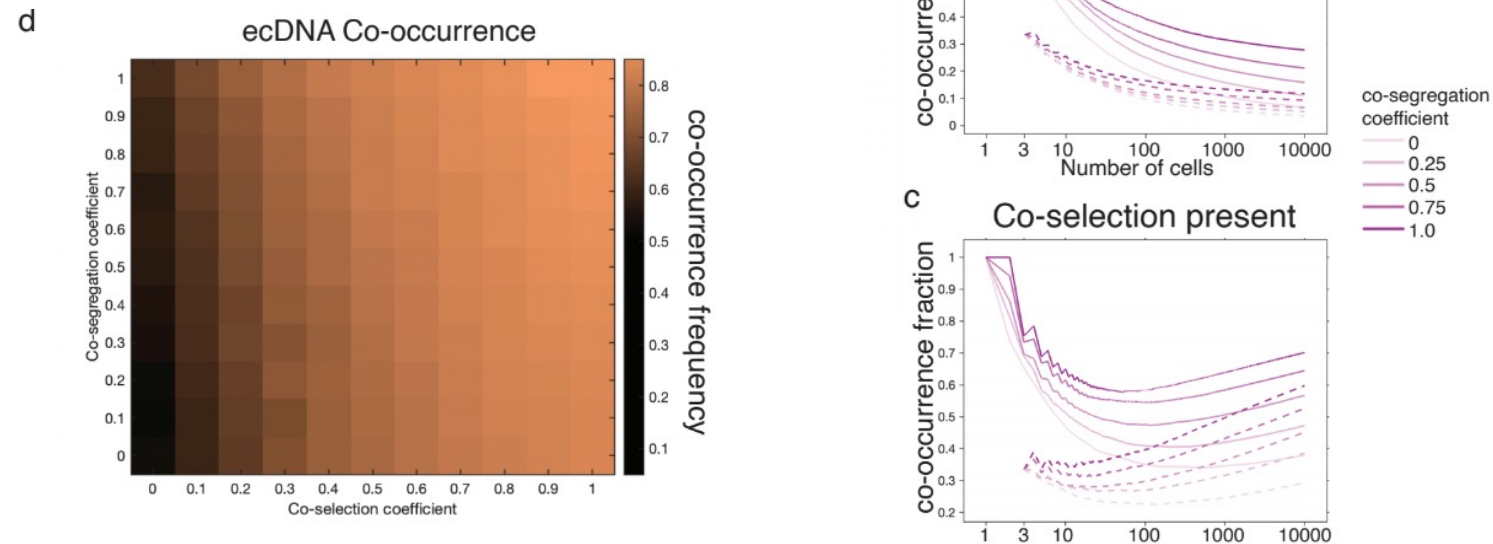 d
ecDNA Co-occurrence
Co-segregation coefficient
1
0.9
0.8
0.7
0.6
0.5
0.4
0.3
0.2
0.1
0
0 0.1 0.2 0.3 0.4 0.5 0.6 0.7 0.8 0.9 1
Co-selection coefficient
0.8
0.7
0.6
0.5
0.4
0.3
0.2
0.1
co-occurrence frequency
co-occurre
0.4
0.3
0.2
0.1
0
1 3 10 100 1000 10000
Number of cells
c
Co-selection present
co-occurrence fraction
1
0.9
0.8
0.7
0.6
0.5
0.4
0.3
0.2
1 3 10 100 1000 10000
co-segregation
coefficient
0
0.25
0.5
0.75
1.0